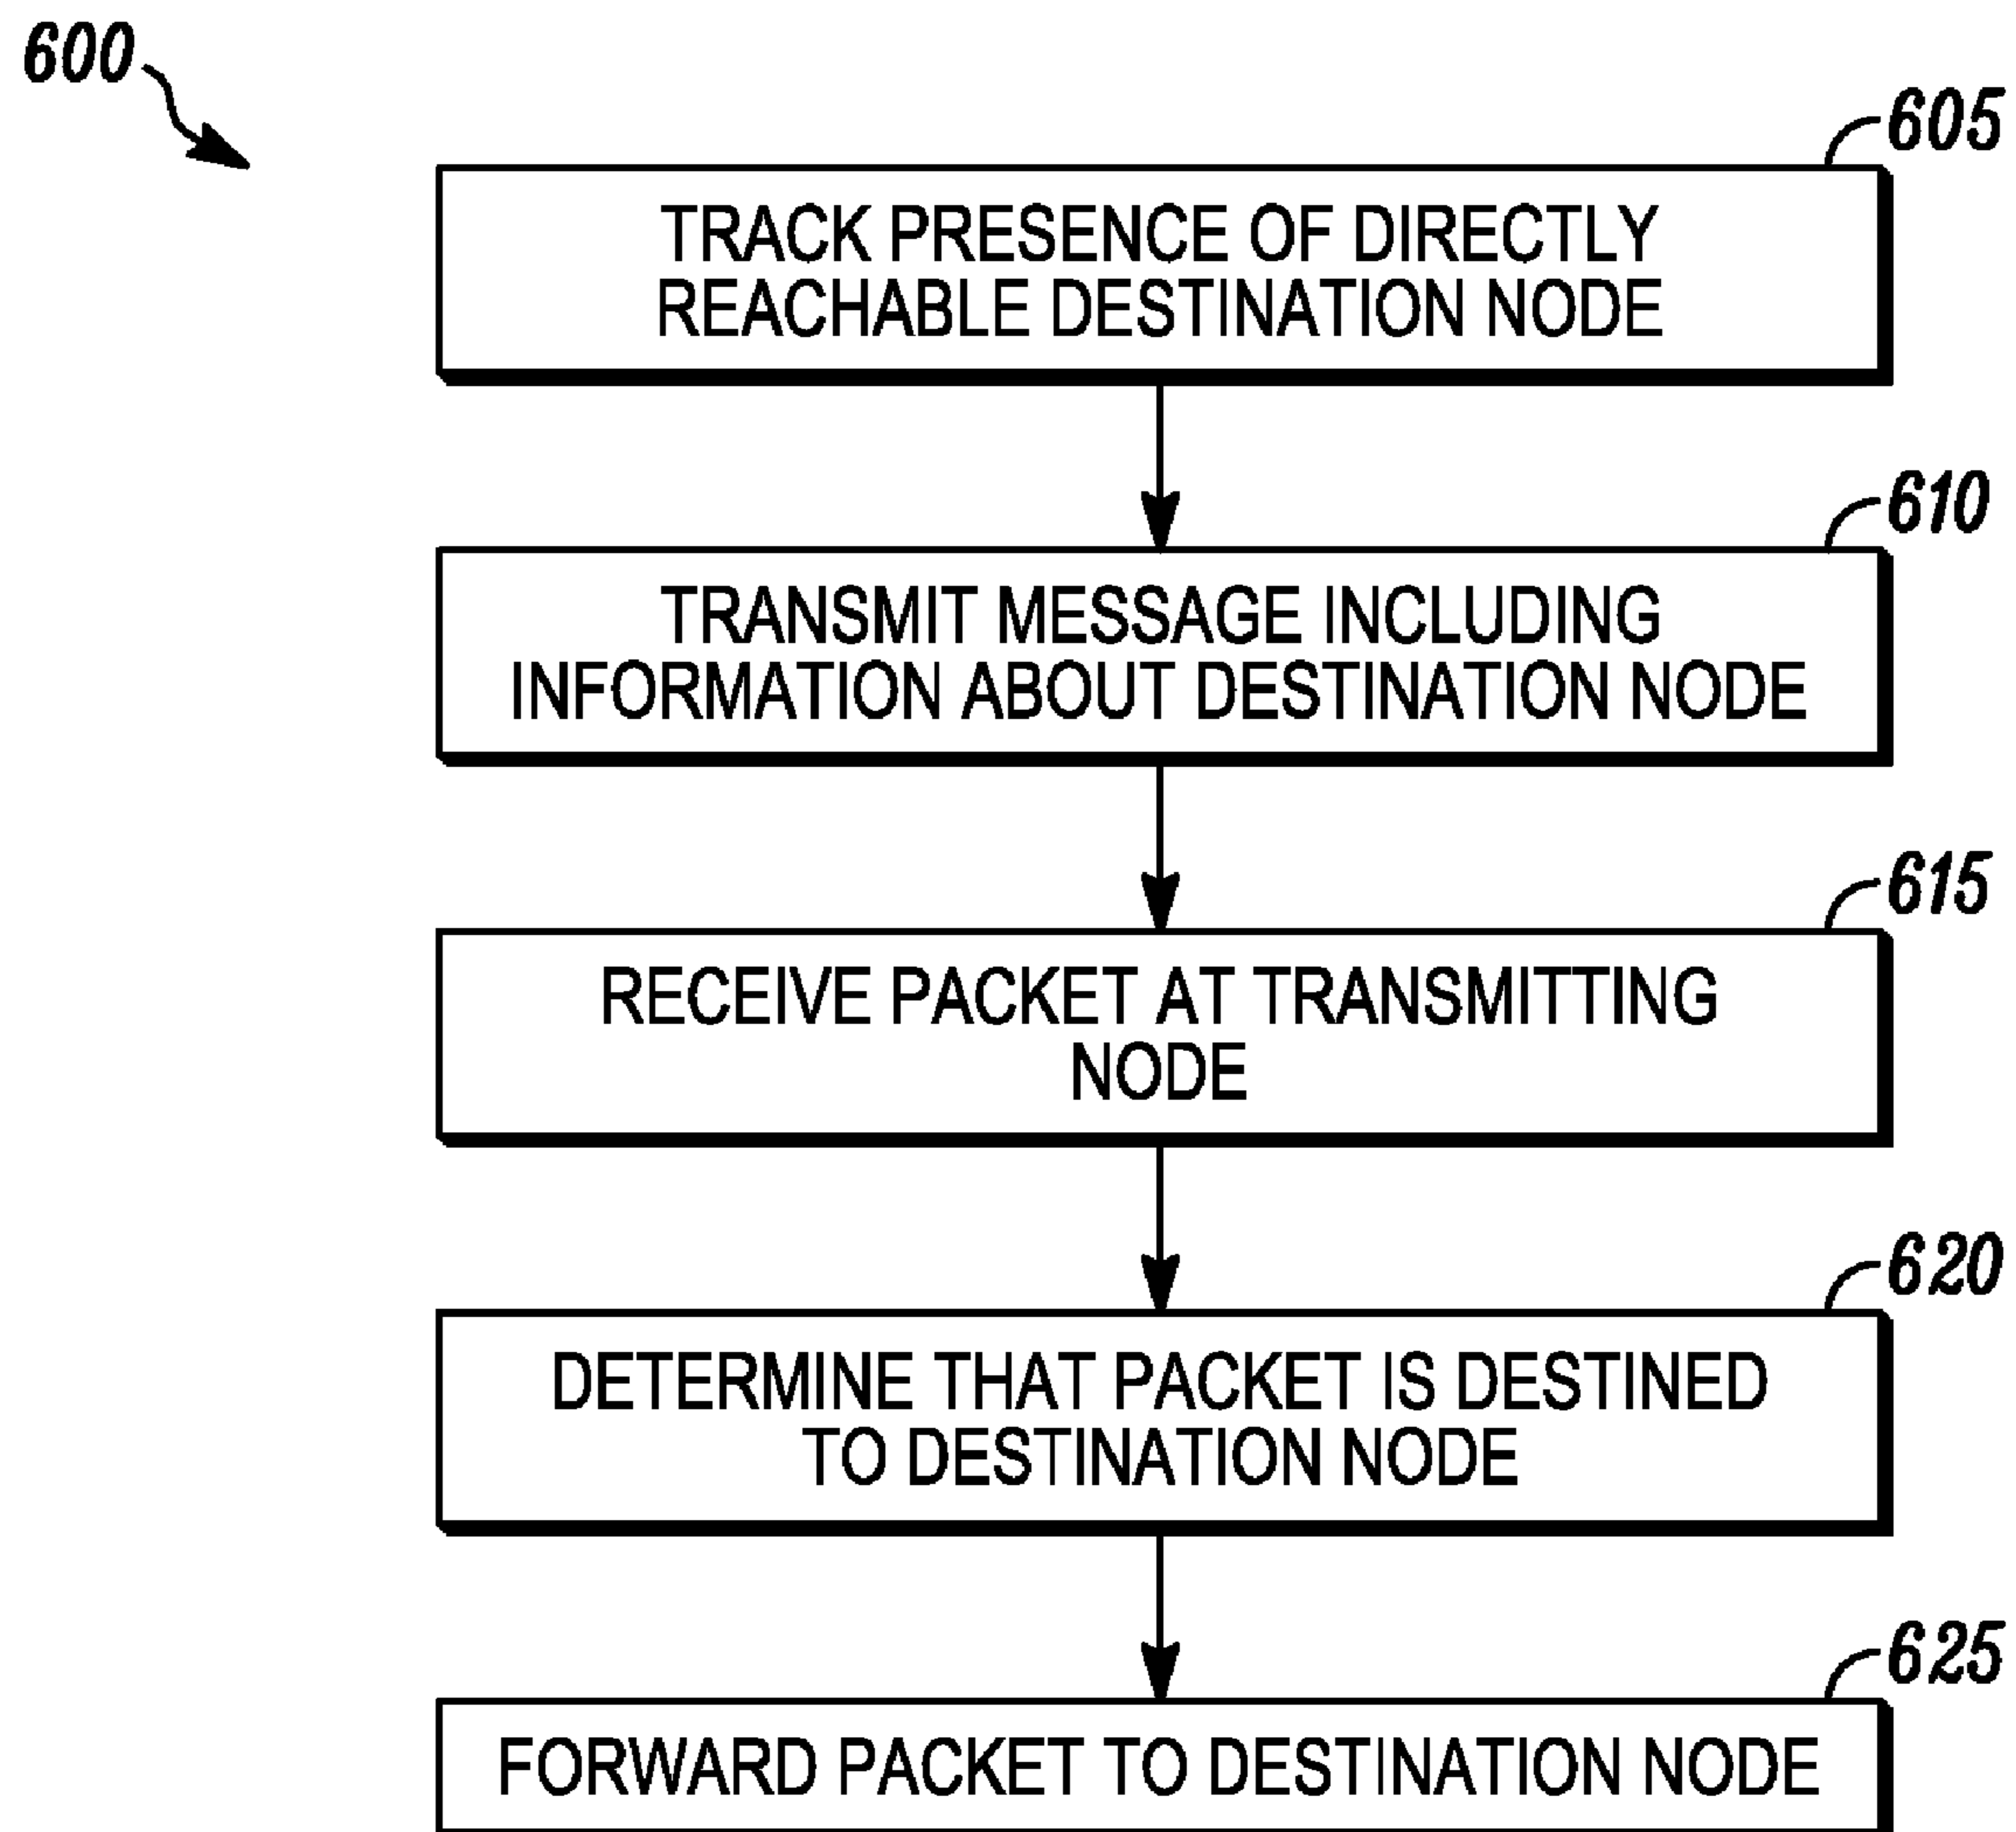 600
605
TRACK PRESENCE OF DIRECTLY
REACHABLE DESTINATION NODE
610
TRANSMIT MESSAGE INCLUDING
INFORMATION ABOUT DESTINATION NODE
615
RECEIVE PACKET AT TRANSMITTING
NODE
620
DETERMINE THAT PACKET IS DESTINED
TO DESTINATION NODE
625
FORWARD PACKET TO DESTINATION NODE